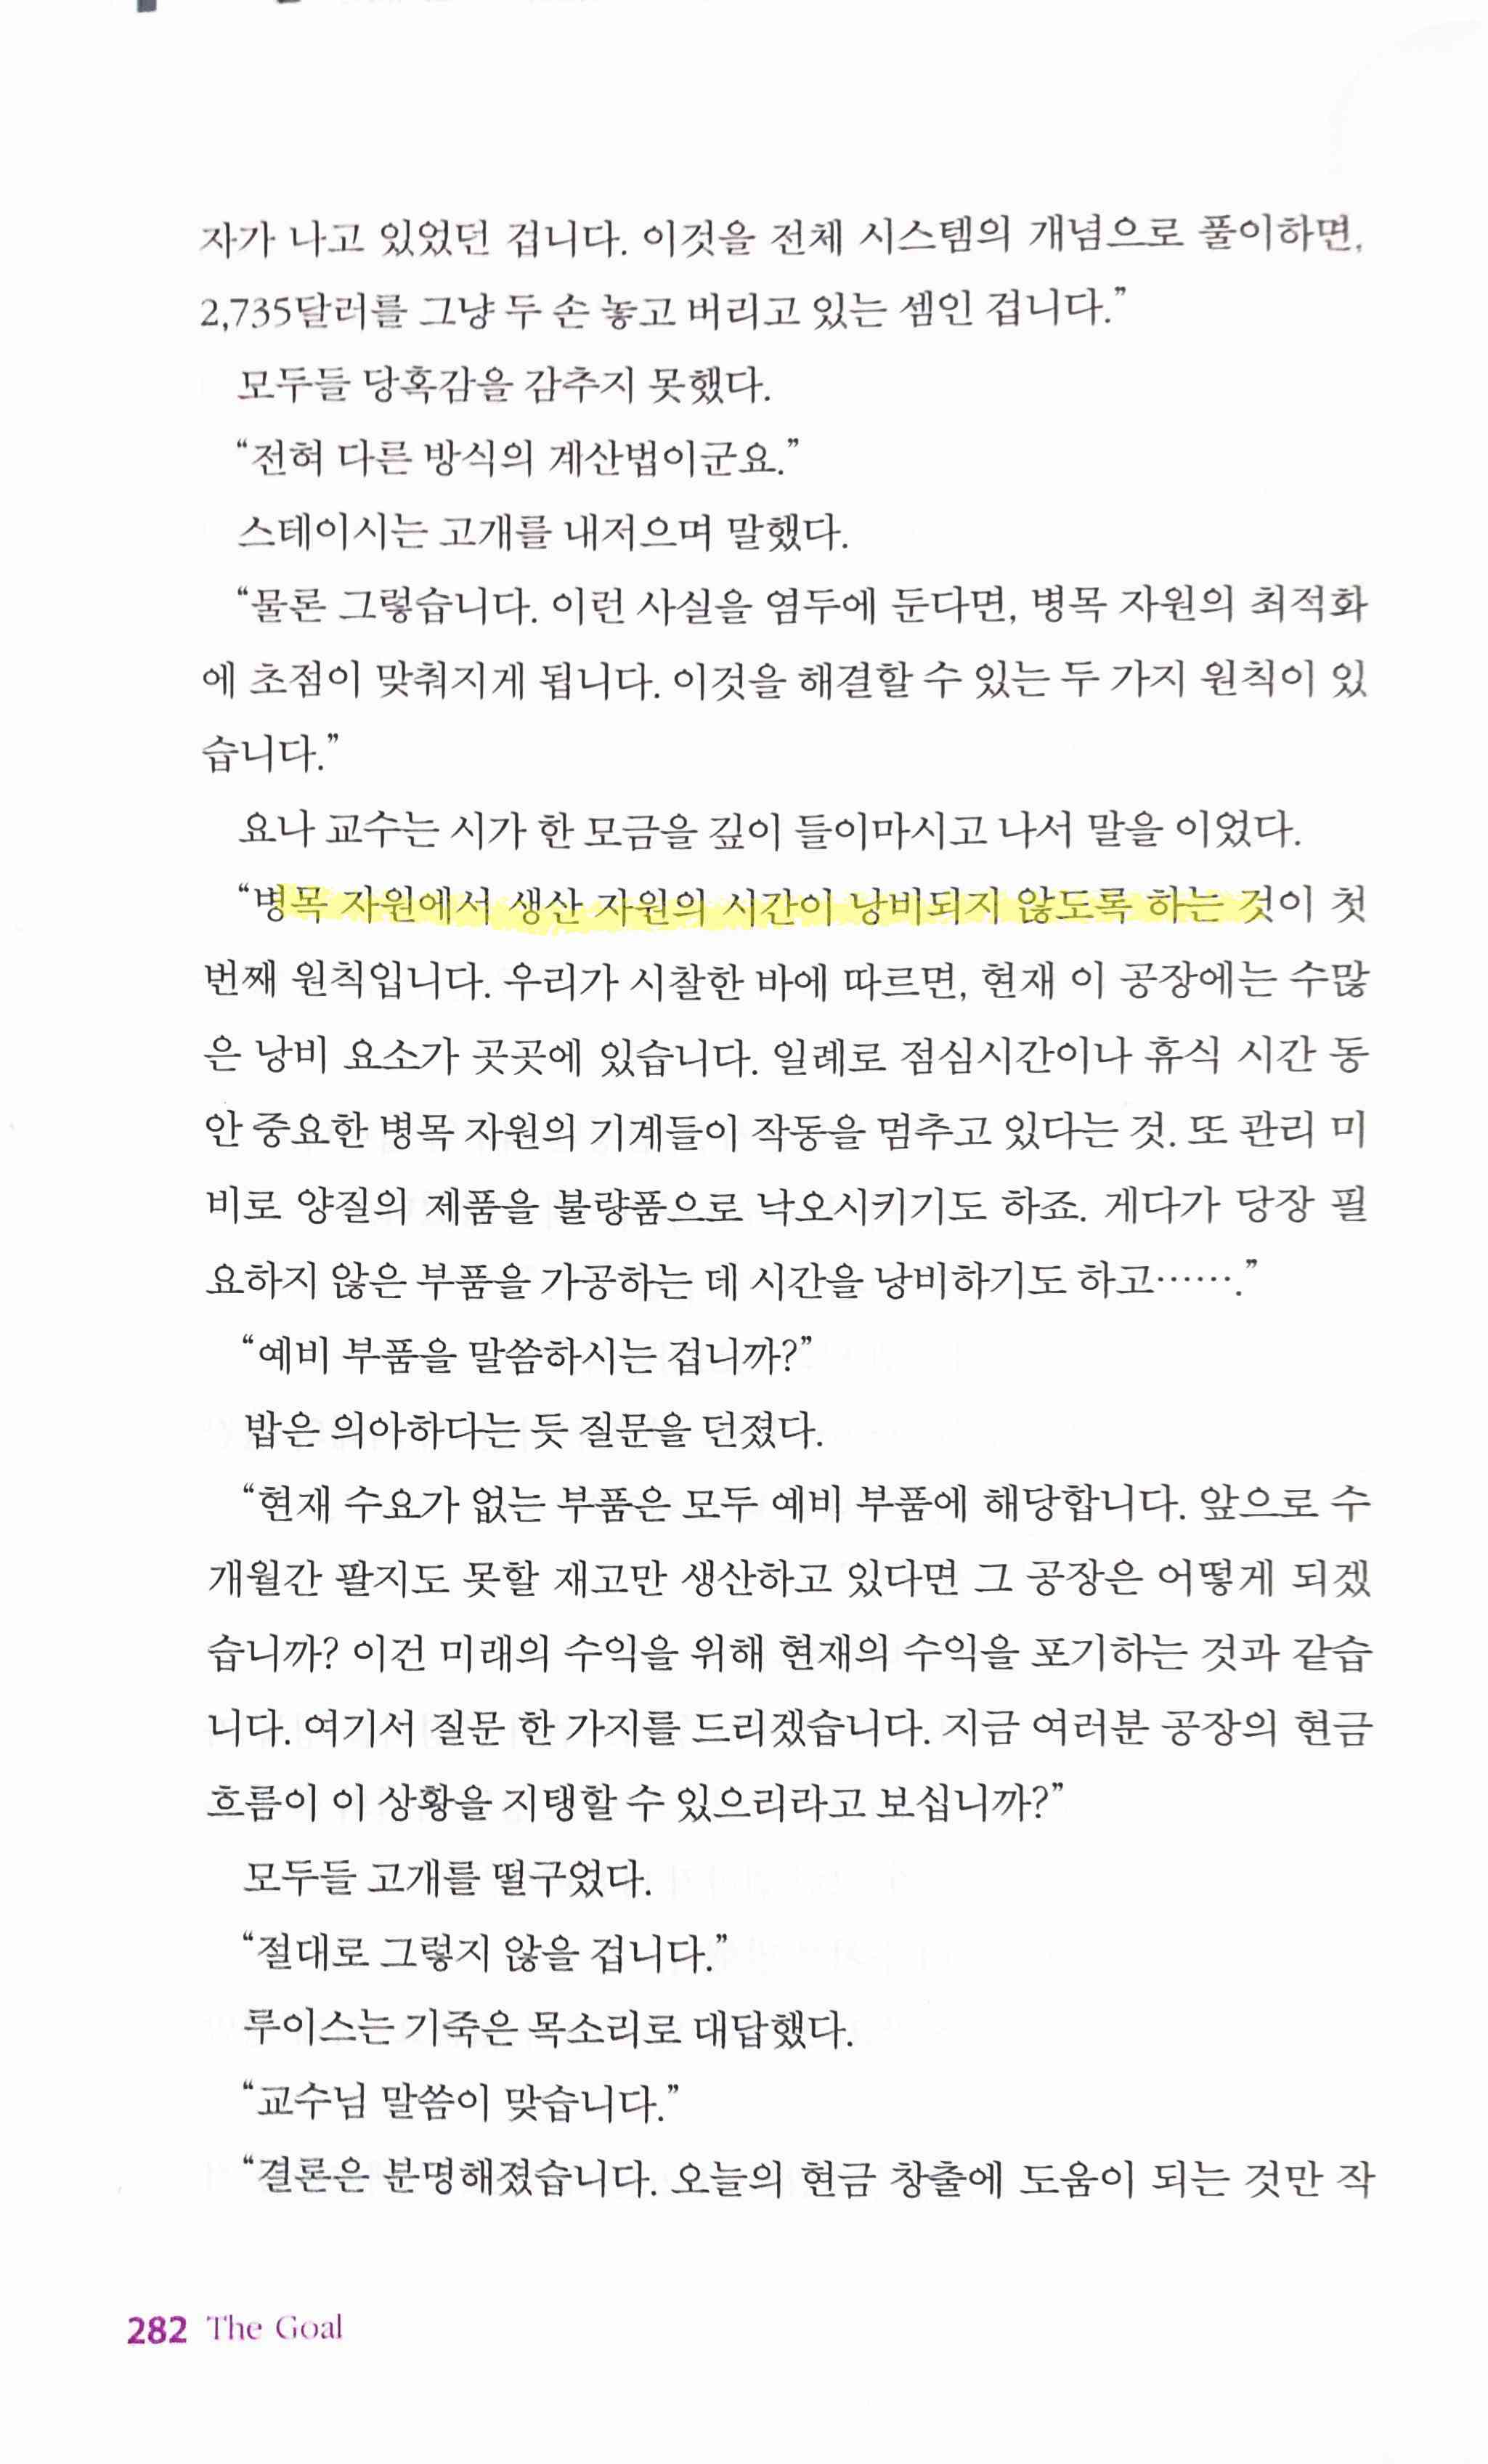 자가 나고 있었던 겁니다. 이것을 전체 시스템의 개념으로 풀이하면,
2,735달러를 그냥 두 손 놓고 버리고 있는 셈인 겁니다.”
모두들 당혹감을 감추지 못했다.
“전혀 다른 방식의 계산법이군요.”
스테이시는 고개를 내저으며 말했다.
“물론 그렇습니다. 이런 사실을 염두에 둔다면, 병목 자원의 최적화
에 초점이 맞춰지게 됩니다. 이것을 해결할 수 있는 두 가지 원칙이 있
습니다.”
요나 교수는 시가 한 모금을 깊이 들이마시고 나서 말을 이었다.
“병목 자원에서 생산 자원의 시간이 낭비되지 않도록 하는 것이 첫
번째 원칙입니다. 우리가 시찰한 바에 따르면, 현재 이 공장에는 수많
은 낭비 요소가 곳곳에 있습니다. 일례로 점심시간이나 휴식 시간 동
안 중요한 병목 자원의 기계들이 작동을 멈추고 있다는 것. 또 관리 미
비로 양질의 제품을 불량품으로 낙오시키기도 하죠. 게다가 당장 필
요하지 않은 부품을 가공하는 데 시간을 낭비하기도 하고…….”
“예비 부품을 말씀하시는 겁니까?”
밥은 의아하다는 듯 질문을 던졌다.
“현재 수요가 없는 부품은 모두 예비 부품에 해당합니다. 앞으로 수
개월간 팔지도 못할 재고만 생산하고 있다면 그 공장은 어떻게 되겠
습니까? 이건 미래의 수익을 위해 현재의 수익을 포기하는 것과 같습
니다. 여기서 질문 한 가지를 드리겠습니다. 지금 여러분 공장의 현금
흐름이 이 상황을 지탱할 수 있으리라고 보십니까?”
모두들 고개를 떨구었다.
“절대로 그렇지 않을 겁니다.”
루이스는 기죽은 목소리로 대답했다.
“교수님 말씀이 맞습니다.”
“결론은 분명해졌습니다. 오늘의 현금 창출에 도움이 되는 것만 작
282 The Goal